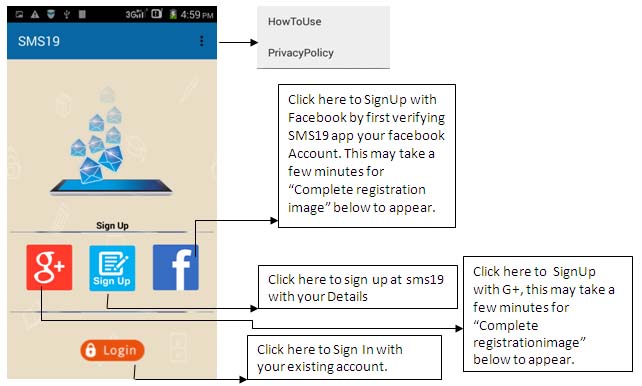 3G 1 4:59 PM
SMS19
HowToUse
PrivacyPolicy
Click here to SignUp with
Facebook by first verifying
SMS19 app your facebook
Account. This may take a
few minutes for
“Complete registration
image” below to appear.
Sign Up
g+
Sign Up
f
Click here to sign up at sms19
with your Details
Click here to SignUp
with G+, this may take
a few minutes for
“Complete
registrationimage”
below to appear.
Login
Click here to Sign In with
your existing account.